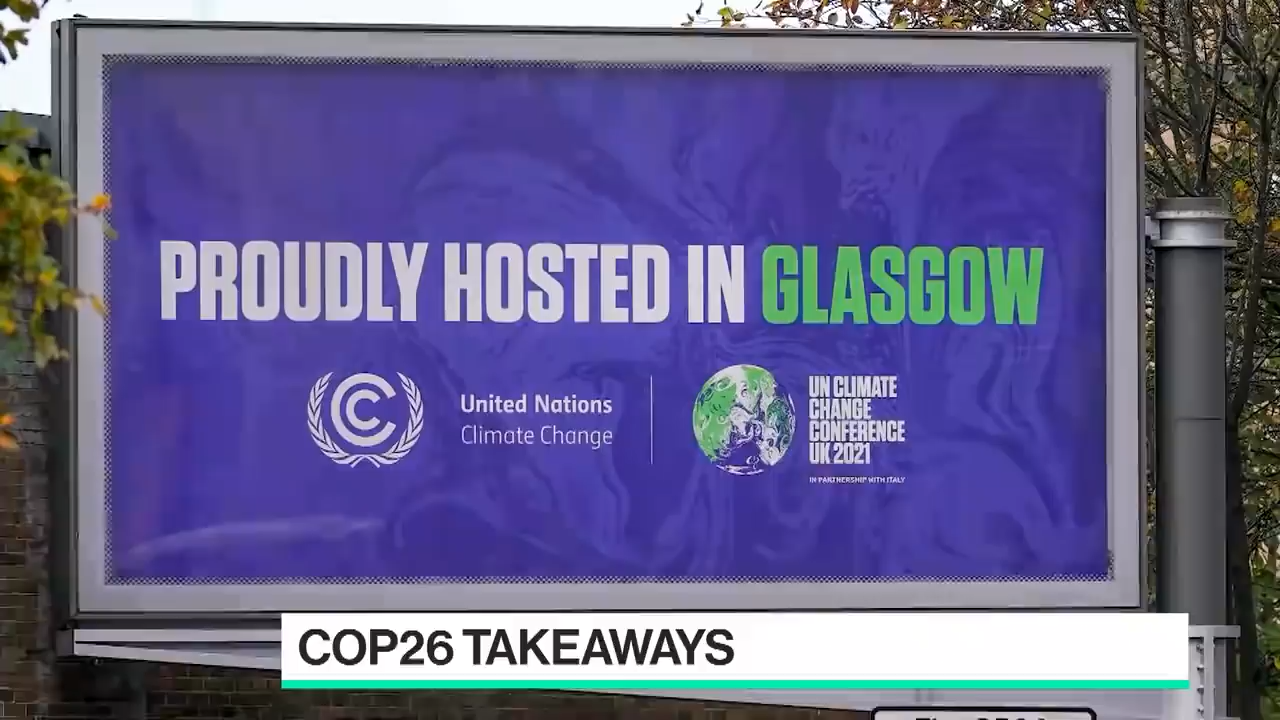 PROUDLY HOSTED IN GLASGOW
United Nations
Climate Change
UN CLIMATE
CHANGE
CONFERENCE
UK 2021
IN PARTNERSHIP WITH ITALY
COP26 TAKEAWAYS